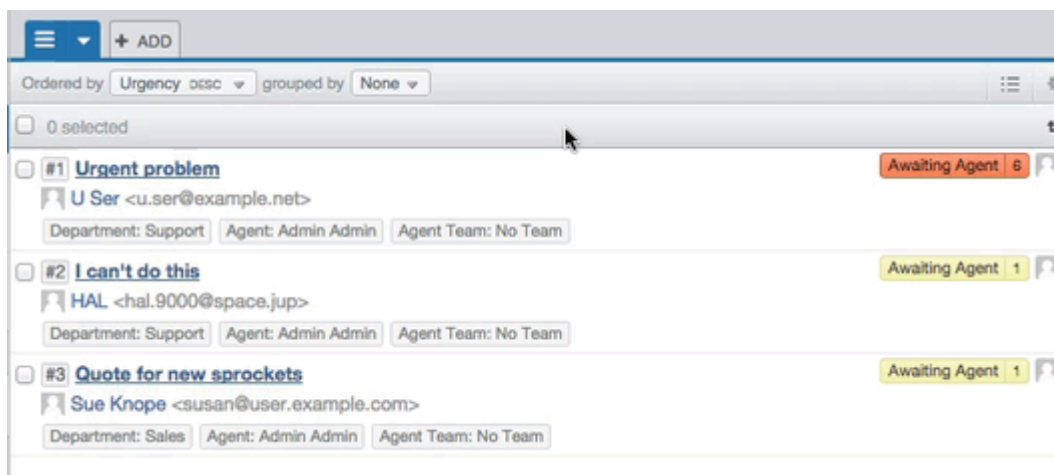 + ADD
Ordered by Urgency DESC grouped by None
0 selected
#1 Urgent problem Awaiting Agent 6
U Ser <u.ser@example.net>
Department: Support Agent: Admin Admin Agent Team: No Team
#2 I can't do this Awaiting Agent 1
HAL <hal.9000@space.jup>
Department: Support Agent: Admin Admin Agent Team: No Team
#3 Quote for new sprockets Awaiting Agent 1
Sue Knope <susan@user.example.com>
Department: Sales Agent: Admin Admin Agent Team: No Team